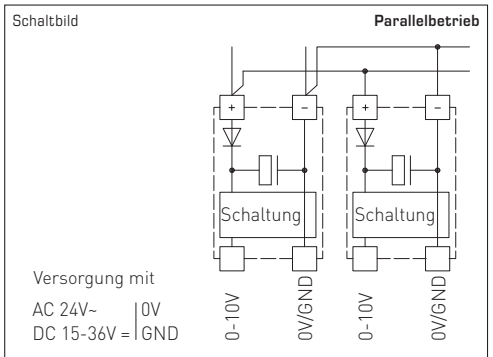 Schaltbild
Parallelbetrieb
+
−
+
−
Schaltung
Schaltung
Versorgung mit
AC 24V~ | 0V
DC 15-36V = | GND
0-10V
0V/GND
0-10V
0V/GND